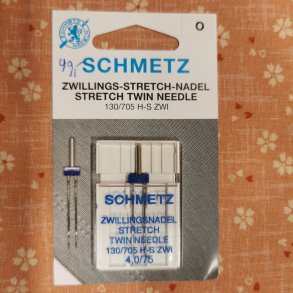 O
49,-
SCHMETZ
ZWILLINGS-STRETCH-NADEL
STRETCH TWIN NEEDLE
130/705 H-S ZWI
SCHMETZ
ZWILLINGSNADEL
STRETCH
TWIN NEEDLE
130/705 H-S ZWI
4,0/75